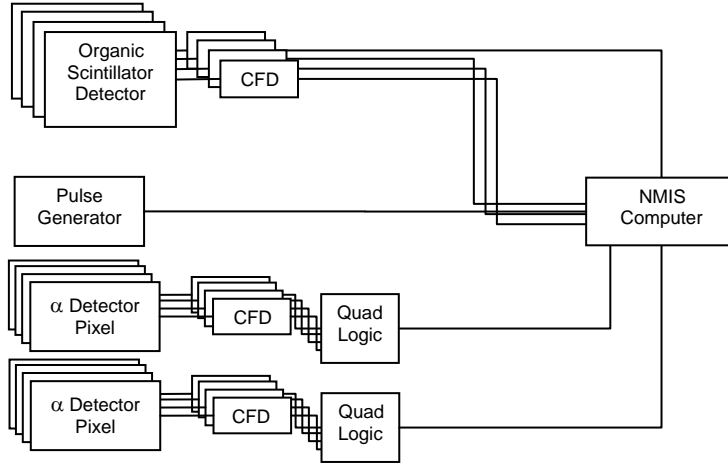 Organic
Scintillator
Detector
CFD
Pulse
Generator
NMIS
Computer
α Detector
Pixel
CFD
Quad
Logic
α Detector
Pixel
CFD
Quad
Logic